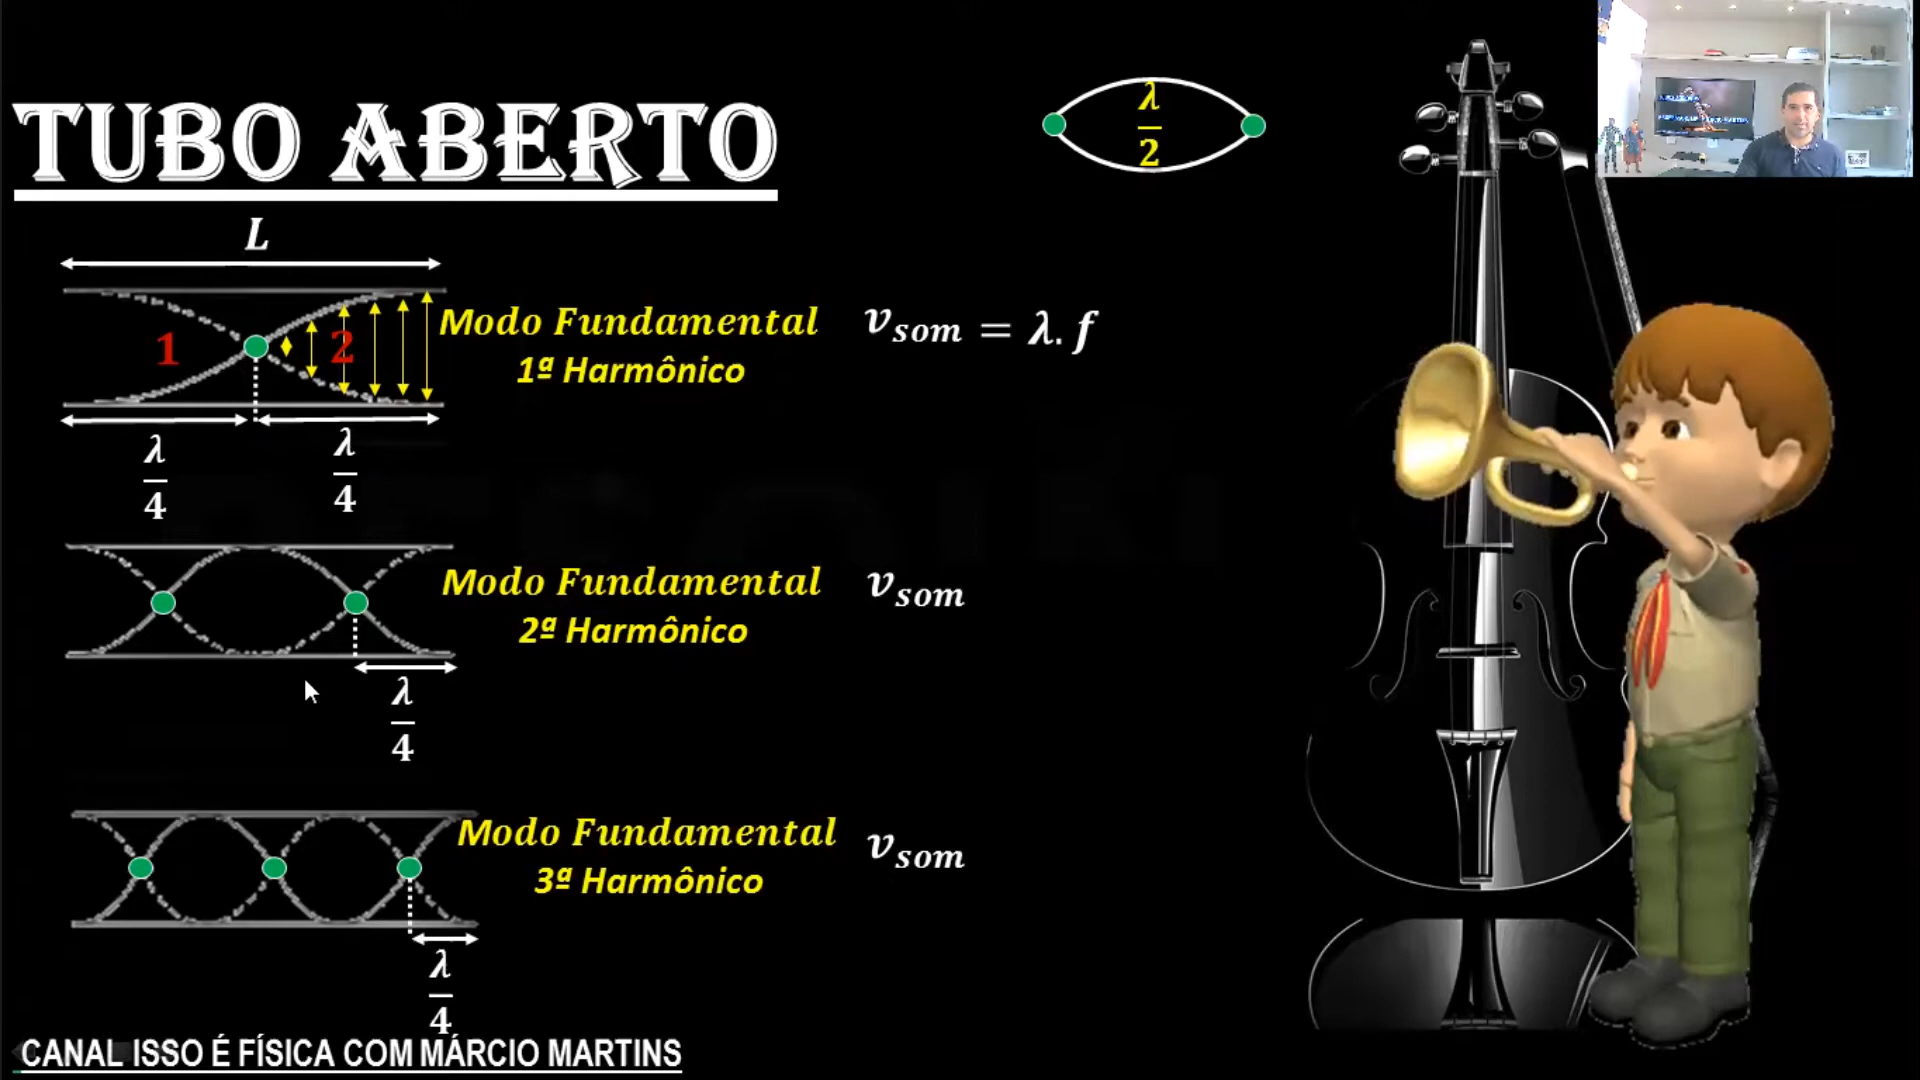 TUBO ABERTO
λ
2
L
1
2
Modo Fundamental
1ª Harmônico
v_som = λ.f
λ
4
λ
4
Modo Fundamental
2ª Harmônico
v_som
λ
4
Modo Fundamental
3ª Harmônico
v_som
λ
4
CANAL ISSO É FÍSICA COM MÁRCIO MARTINS